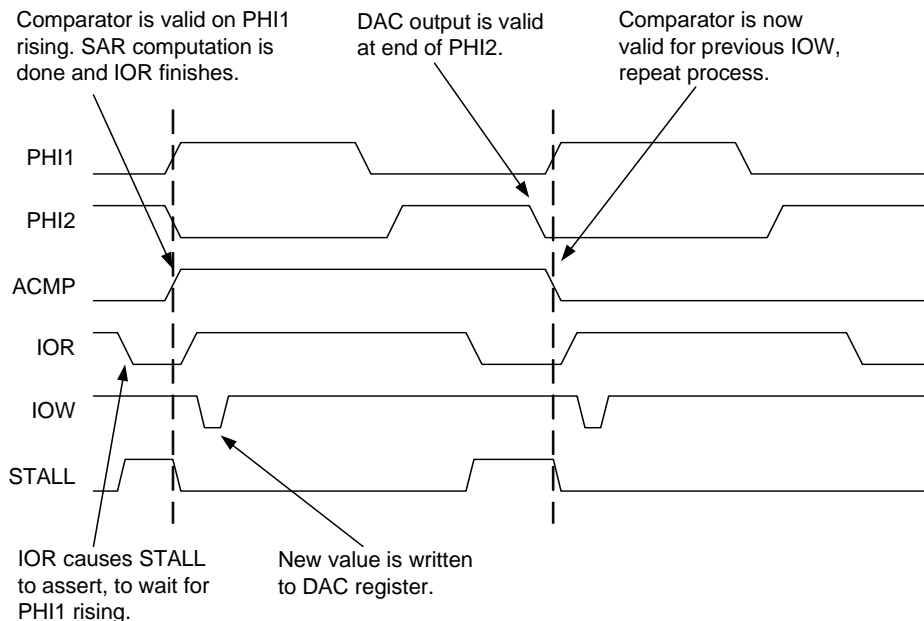 Comparator is valid on PHI1
rising. SAR computation is
done and IOR finishes.
DAC output is valid
at end of PHI2.
Comparator is now
valid for previous IOW,
repeat process.
PHI1
PHI2
ACMP
IOR
IOW
STALL
IOR causes STALL
to assert, to wait for
PHI1 rising.
New value is written
to DAC register.